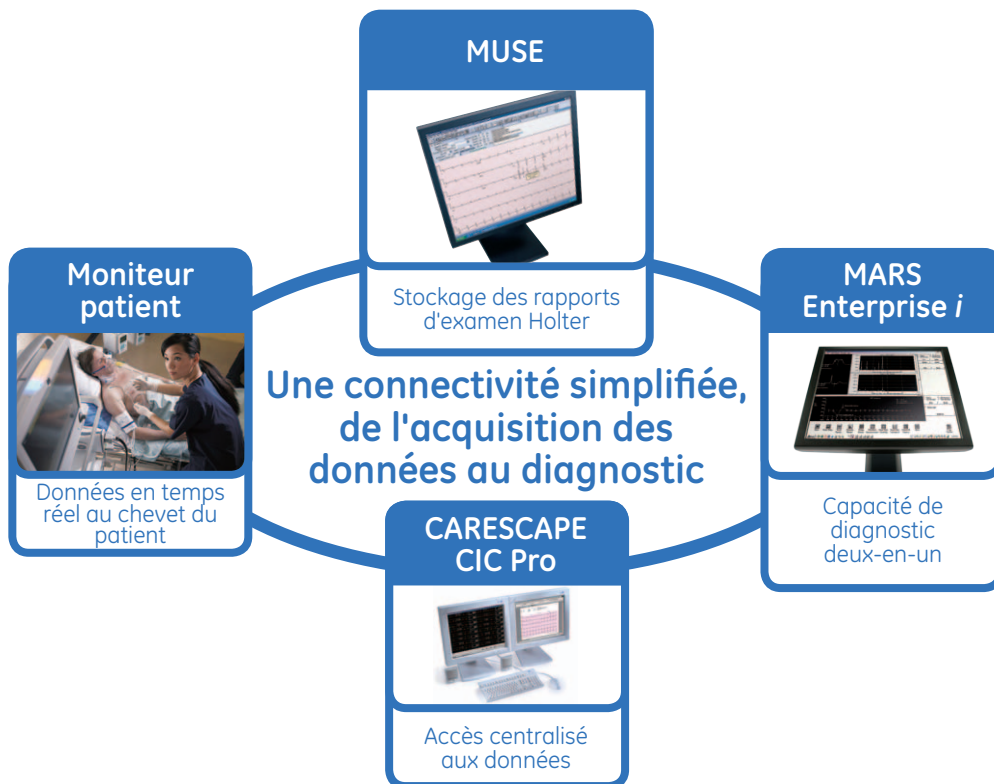 MUSE
Stockage des rapports
d'examen Holter
Moniteur
patient
Données en temps
réel au chevet du
patient
MARS
Enterprise i
Capacité de
diagnostic
deux-en-un
Une connectivité simplifiée,
de l'acquisition des
données au diagnostic
CARESCAPE
CIC Pro
Accès centralisé
aux données